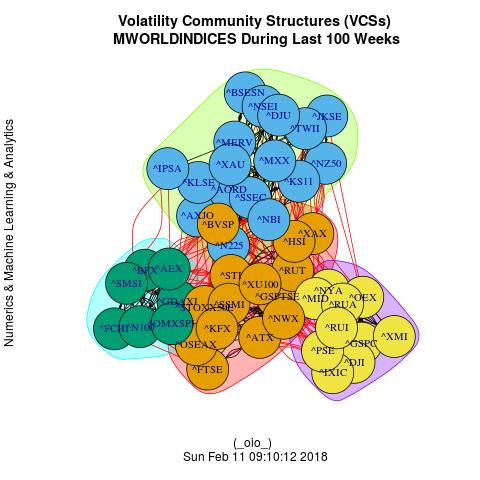 Volatility Community Structures (VCSs)
MWORLDINDICES During Last 100 Weeks
Numerics & Machine Learning & Analytics
^BSESN
^NSEI
^DJU
^JKSE
^TWII
^MERV
^XAU
^MXX
^NZ50
^IPSA
^KLSE
^KS11
^AORD
^SSEC
^AXJO
^BVSP
^NBI
^XAX
^HSI
^N225
^BFX
^AEX
^SMSI
^RUT
^XU100
^NYA
^OEX
^GSPTSE
^MID
^RUA
^SSMI
^FCHI
^N100
^OMXSPI
^KFX
^NWX
^RUI
^XMI
^OSEAX
^ATX
^GSPC
^PSE
^DJI
^FTSE
^IXIC
(_oio_)
Sun Feb 11 09:10:12 2018